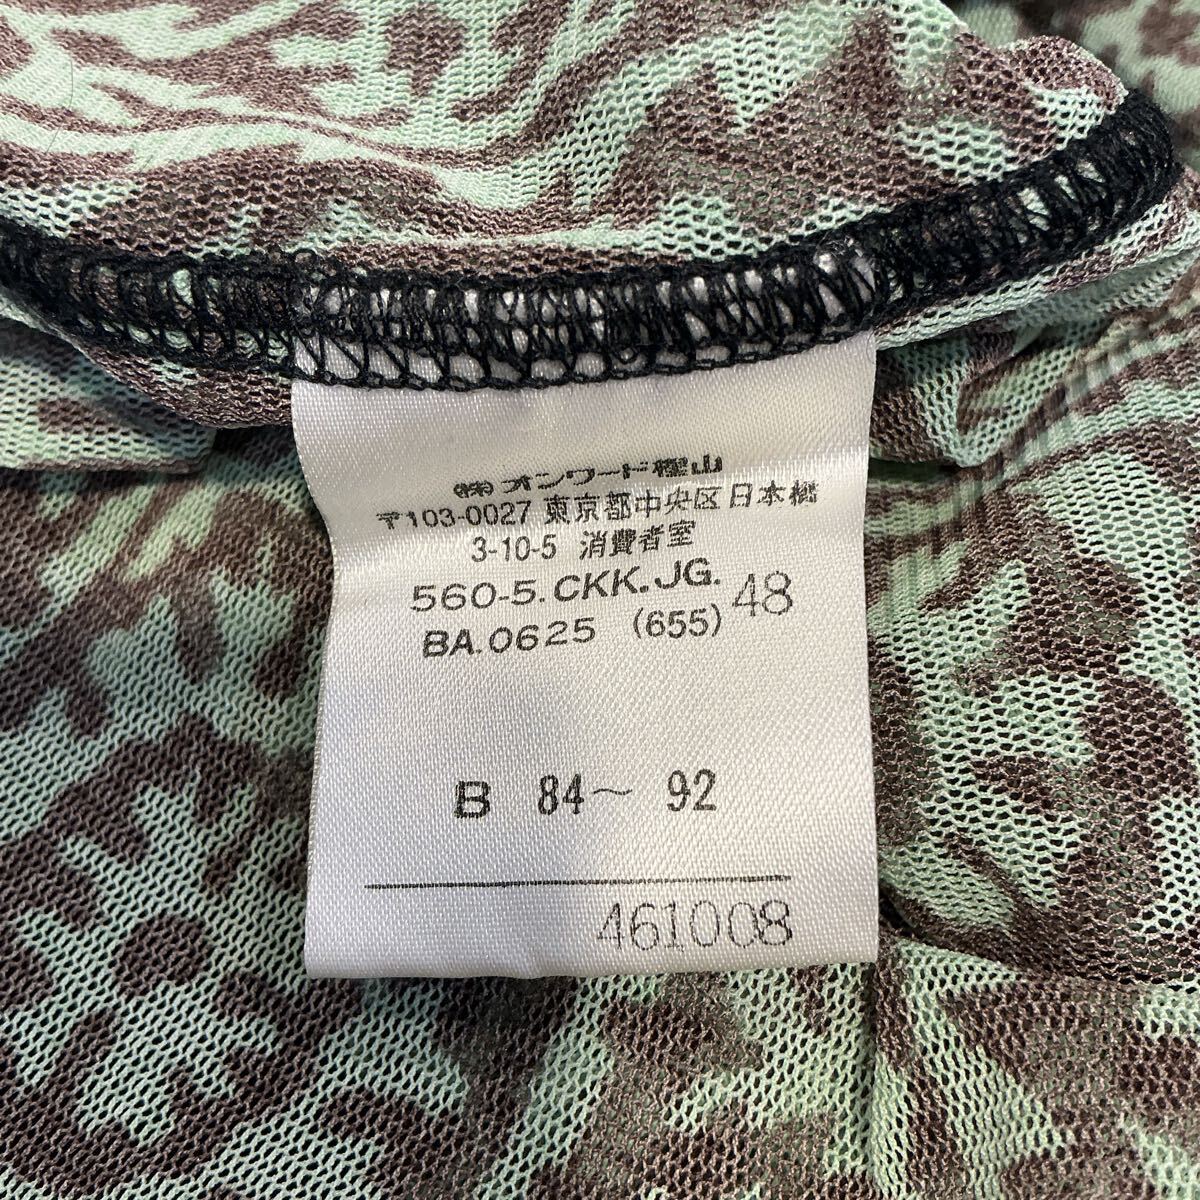 ㈱オンワード樫山
〒103-0027 東京都中央区日本橋
3-10-5 消費者室
560-5.CKK.JG. 48
BA.0625 (655)
B 84～ 92
461008